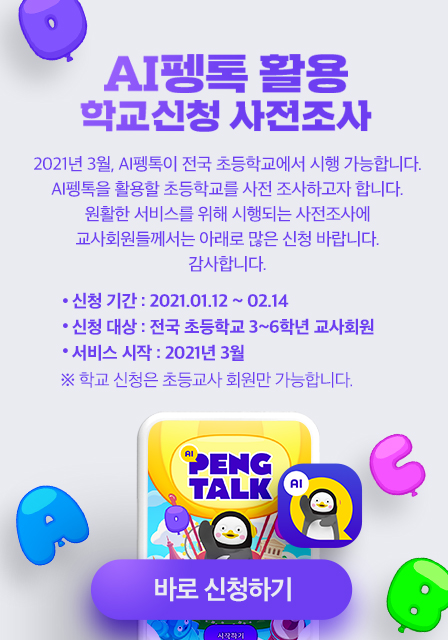 D
AI펭톡 활용
학교신청 사전조사
2021년 3월, AI펭톡이 전국 초등학교에서 시행 가능합니다.
AI펭톡을 활용할 초등학교를 사전 조사하고자 합니다.
원활한 서비스를 위해 시행되는 사전조사에
교사회원들께서는 아래로 많은 신청 바랍니다.
감사합니다.
• 신청 기간 : 2021.01.12 ~ 02.14
• 신청 대상 : 전국 초등학교 3~6학년 교사회원
• 서비스 시작 : 2021년 3월
※ 학교 신청은 초등교사 회원만 가능합니다.
AI
PENG
TALK
AI
D
C
A
B
바로 신청하기
시작하기